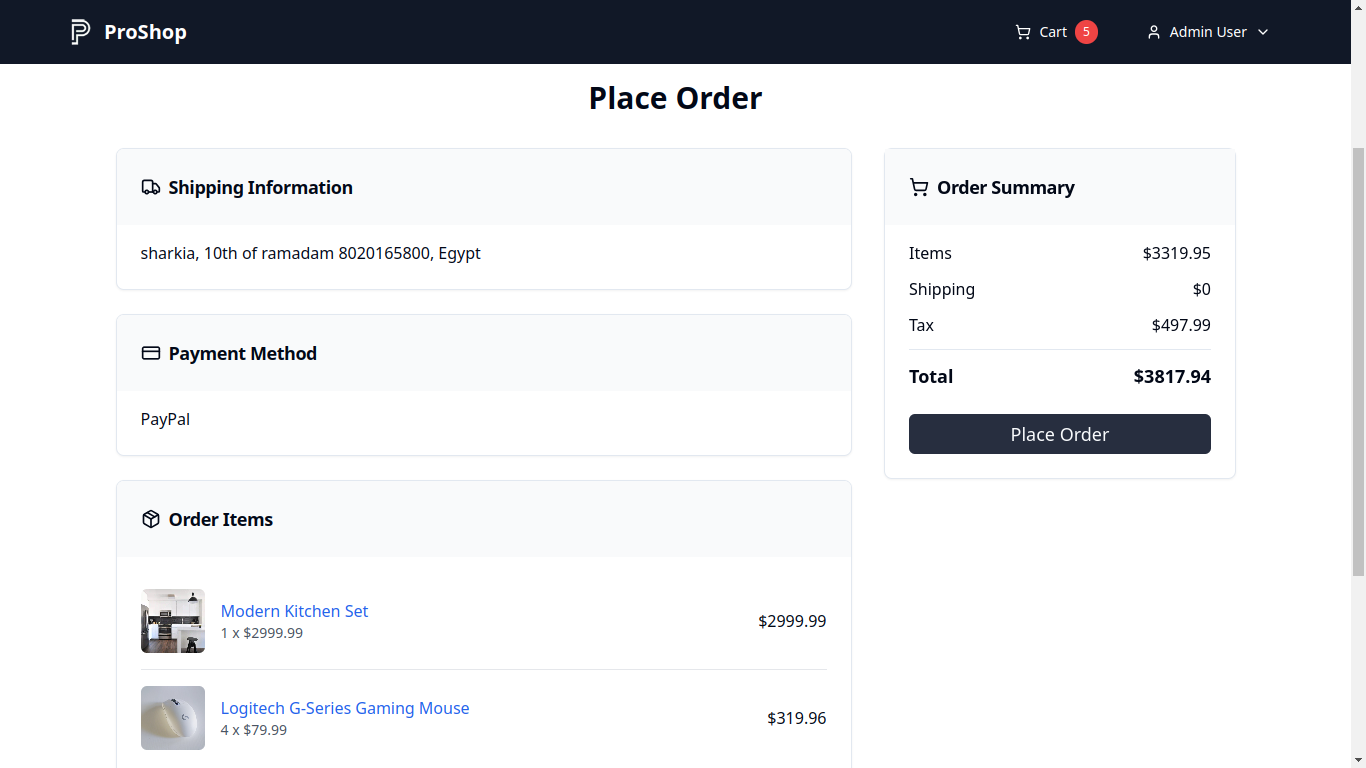 ProShop
Cart 5
Admin User
Place Order
Shipping Information
sharkia, 10th of ramadam 8020165800, Egypt
Payment Method
PayPal
Order Items
Modern Kitchen Set
1 x $2999.99
$2999.99
Logitech G-Series Gaming Mouse
4 x $79.99
$319.96
Order Summary
Items $3319.95
Shipping $0
Tax $497.99
Total $3817.94
Place Order